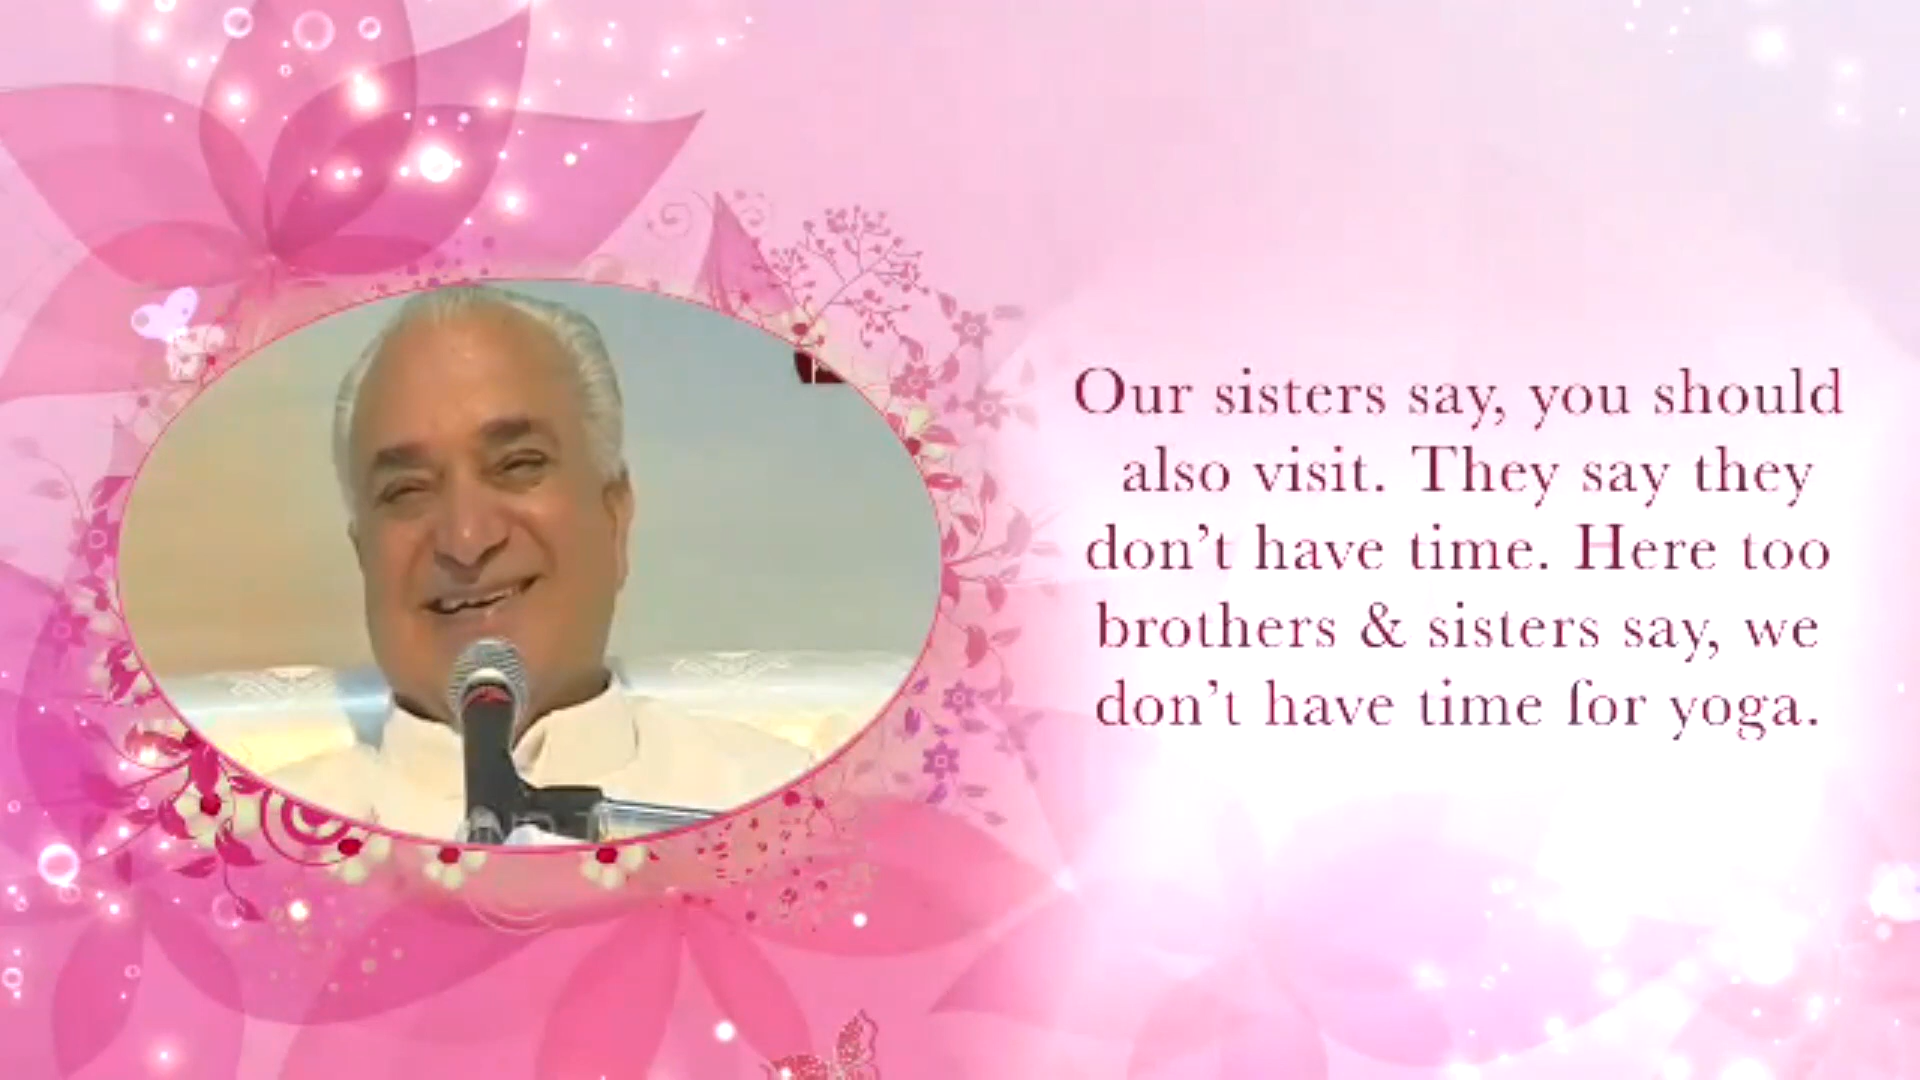 Our sisters say, you should
also visit. They say they
don't have time. Here too
brothers & sisters say, we
don't have time for yoga.